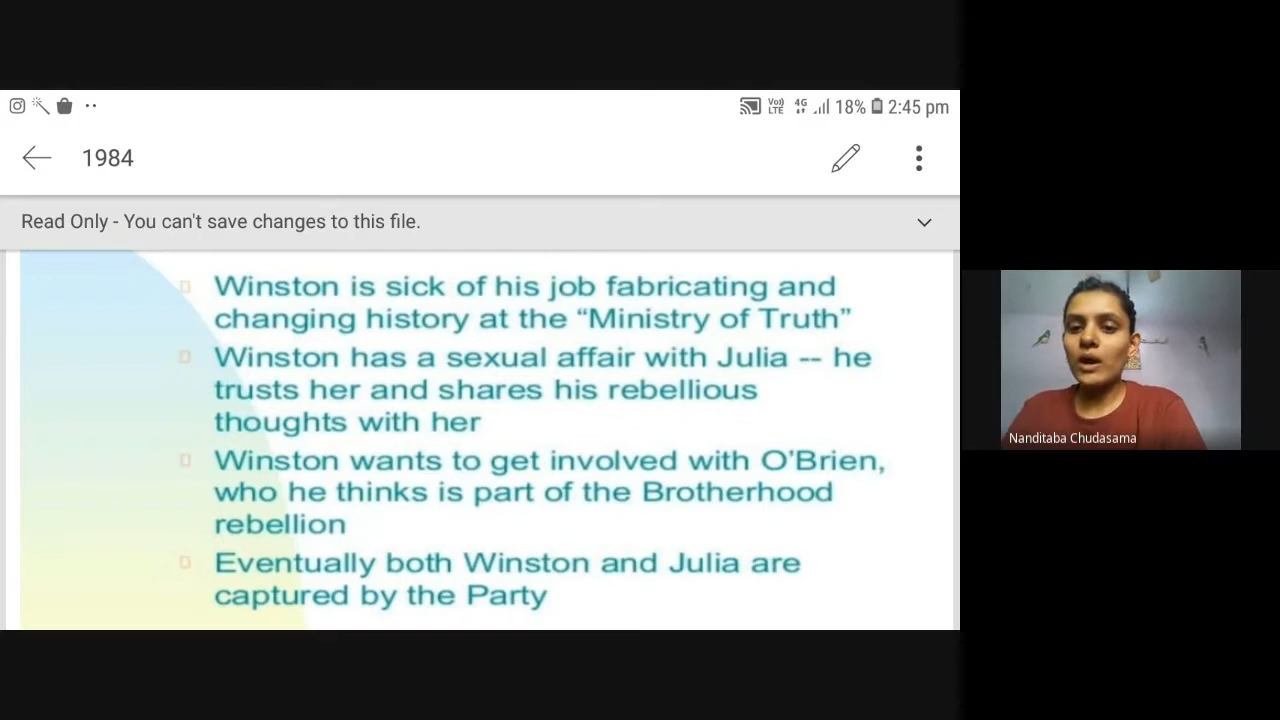 Vo)) 4G 18% 2:45 pm
LTE
1984
Read Only - You can't save changes to this file.
Winston is sick of his job fabricating and
changing history at the “Ministry of Truth”
Winston has a sexual affair with Julia -- he
trusts her and shares his rebellious
thoughts with her
Winston wants to get involved with O'Brien,
who he thinks is part of the Brotherhood
rebellion
Eventually both Winston and Julia are
captured by the Party
Nanditaba Chudasama